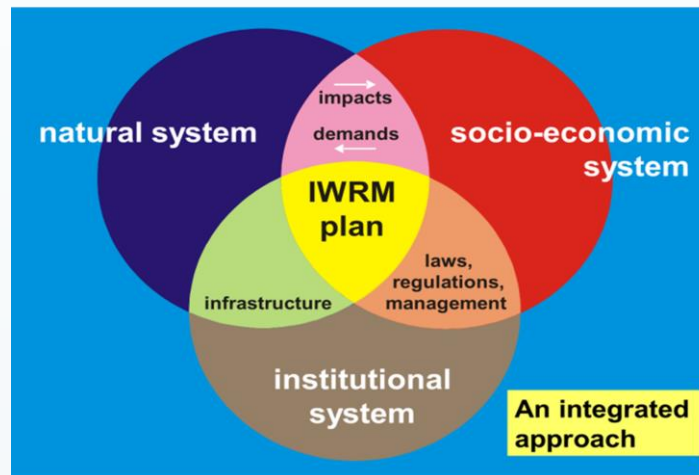 impacts
demands
natural system
socio-economic
system
IWRM
plan
laws,
regulations,
management
infrastructure
institutional
system
An integrated
approach